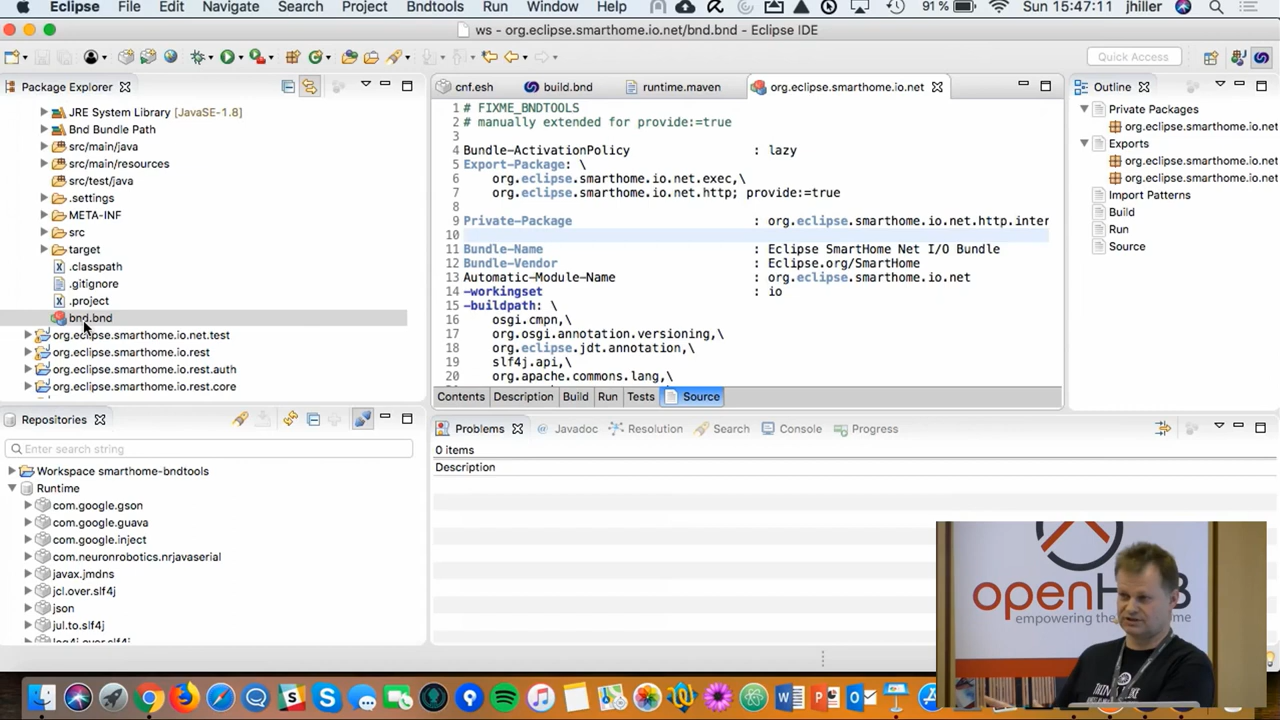 Eclipse File Edit Navigate Search Project Bndtools Run Window Help 91% Sun 15:47:11 jhiller
ws - org.eclipse.smarthome.io.net/bnd.bnd - Eclipse IDE
Quick Access
Package Explorer
JRE System Library [JavaSE-1.8]
Bnd Bundle Path
src/main/java
src/main/resources
src/test/java
.settings
META-INF
src
target
.classpath
.gitignore
.project
bnd.bnd
org.eclipse.smarthome.io.net.test
org.eclipse.smarthome.io.rest
org.eclipse.smarthome.io.rest.auth
org.eclipse.smarthome.io.rest.core
cnf.esh build.bnd runtime.maven org.eclipse.smarthome.io.net
1 # FIXME_BNDTOOLS
2 # manually extended for provide:=true
3
4 Bundle-ActivationPolicy : lazy
5 Export-Package: \
6 org.eclipse.smarthome.io.net.exec,\
7 org.eclipse.smarthome.io.net.http; provide:=true
8
9 Private-Package : org.eclipse.smarthome.io.net.http.inter
10
11 Bundle-Name : Eclipse SmartHome Net I/O Bundle
12 Bundle-Vendor : Eclipse.org/SmartHome
13 Automatic-Module-Name : org.eclipse.smarthome.io.net
14 -workingset : io
15 -buildpath: \
16 osgi.cmpn,\
17 org.osgi.annotation.versioning,\
18 org.eclipse.jdt.annotation,\
19 slf4j.api,\
20 org.apache.commons.lang,\
Contents Description Build Run Tests Source
Outline
Private Packages
org.eclipse.smarthome.io.net
Exports
org.eclipse.smarthome.io.net
org.eclipse.smarthome.io.net
Import Patterns
Build
Run
Source
Repositories
Enter search string
Workspace smarthome-bndtools
Runtime
com.google.gson
com.google.guava
com.google.inject
com.neuronrobotics.nrjavaserial
javax.jmdns
jcl.over.slf4j
json
jul.to.slf4j
log4j.over.slf4j
Problems Javadoc Resolution Search Console Progress
0 items
Description
openH B
empowering the home